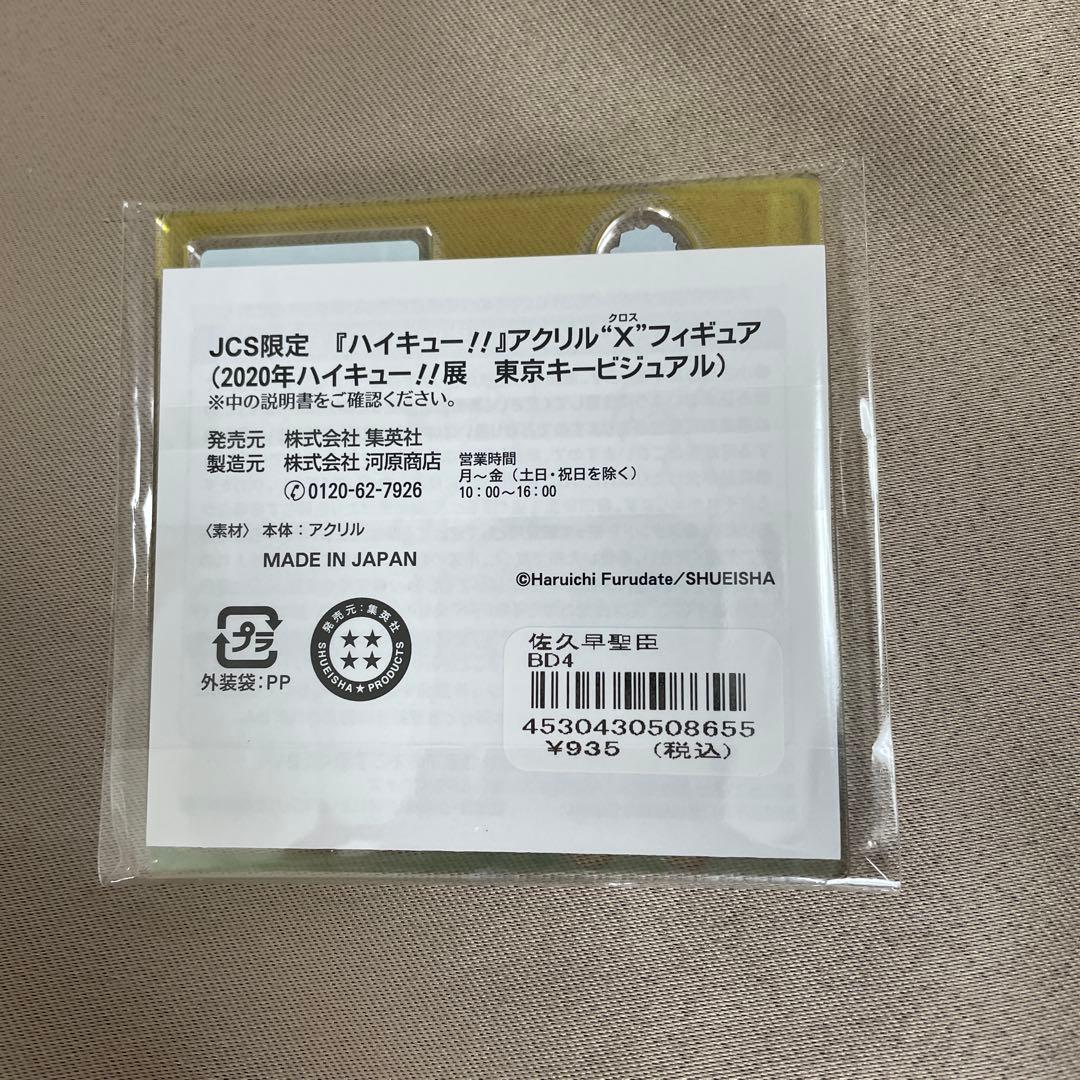 JCS限定 『ハイキュー!!』アクリル“X”フィギュア
クロス
(2020年ハイキュー!!展 東京キービジュアル)
※中の説明書をご確認ください。
発売元 株式会社 集英社
製造元 株式会社 河原商店
0120-62-7926
営業時間
月〜金(土日・祝日を除く)
10:00〜16:00
〈素材〉 本体:アクリル
MADE IN JAPAN
©Haruichi Furudate/SHUEISHA
プラ
外装袋:PP
発売元:集英社
SHUEISHA★PRODUCTS
佐久早聖臣
BD4
4530430508655
¥935 (税込)